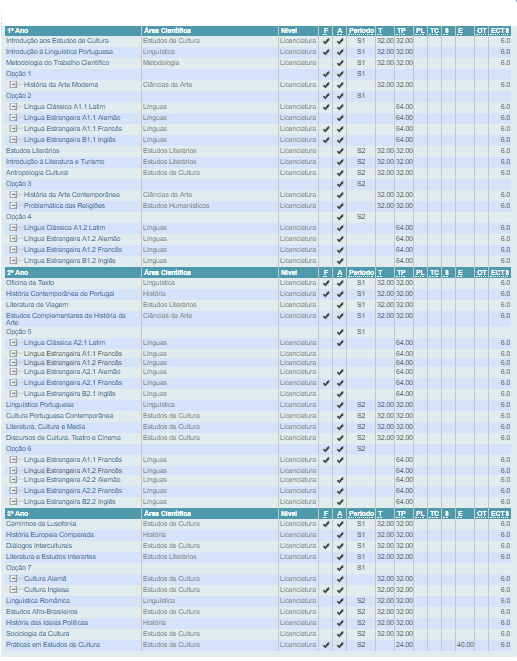 1º Ano Área Científica Nível F A Período T TP PL TC S E OT ECTS
Introdução aos Estudos de Cultura Estudos de Cultura Licenciatura S1 32.00 32.00 6.0
Introdução à Linguística Portuguesa Linguística Licenciatura S1 32.00 32.00 6.0
Metodologia do Trabalho Científico Metodologia Licenciatura S1 32.00 32.00 6.0
Opção 1 S1
História da Arte Moderna Ciências da Arte Licenciatura 32.00 32.00 6.0
Opção 2 S1
Língua Clássica A1.1 Latim Línguas Licenciatura 64.00 6.0
Língua Estrangeira A1.1 Alemão Línguas Licenciatura 64.00 6.0
Língua Estrangeira A1.1 Francês Línguas Licenciatura 64.00 6.0
Língua Estrangeira B1.1 Inglês Línguas Licenciatura 64.00 6.0
Estudos Literários Estudos Literários Licenciatura S2 32.00 32.00 6.0
Introdução à Literatura e Turismo Estudos Literários Licenciatura S2 32.00 32.00 6.0
Antropologia Cultural Estudos de Cultura Licenciatura S2 32.00 32.00 6.0
Opção 3 S2
História da Arte Contemporânea Ciências da Arte Licenciatura 32.00 32.00 6.0
Problemática das Religiões Estudos Humanísticos Licenciatura 32.00 32.00 6.0
Opção 4 S2
Língua Clássica A1.2 Latim Línguas Licenciatura 64.00 6.0
Língua Estrangeira A1.2 Alemão Línguas Licenciatura 64.00 6.0
Língua Estrangeira A1.2 Francês Línguas Licenciatura 64.00 6.0
Língua Estrangeira B1.2 Inglês Línguas Licenciatura 64.00 6.0
2º Ano Área Científica Nível F A Período T TP PL TC S E OT ECTS
Oficina de Texto Linguística Licenciatura S1 32.00 32.00 6.0
História Contemporânea de Portugal História Licenciatura S1 32.00 32.00 6.0
Literatura de Viagem Estudos Literários Licenciatura S1 32.00 32.00 6.0
Estudos Complementares de História da Ciências da Arte Licenciatura S1 32.00 32.00 6.0
Arte
Opção 5 S1
Língua Clássica A2.1 Latim Línguas Licenciatura 64.00 6.0
Língua Estrangeira A1.1 Francês Línguas Licenciatura 64.00 6.0
Língua Estrangeira A1.2 Francês Línguas Licenciatura 64.00 6.0
Língua Estrangeira A2.1 Alemão Línguas Licenciatura 64.00 6.0
Língua Estrangeira A2.1 Francês Línguas Licenciatura 64.00 6.0
Língua Estrangeira B2.1 Inglês Línguas Licenciatura 64.00 6.0
Linguística Portuguesa Linguística Licenciatura S2 32.00 32.00 6.0
Cultura Portuguesa Contemporânea Estudos de Cultura Licenciatura S2 32.00 32.00 6.0
Literatura, Cultura e Media Estudos de Cultura Licenciatura S2 32.00 32.00 6.0
Discursos de Cultura, Teatro e Cinema Estudos de Cultura Licenciatura S2 32.00 32.00 6.0
Opção 6 S2
Língua Estrangeira A1.1 Francês Línguas Licenciatura 64.00 6.0
Língua Estrangeira A1.2 Francês Línguas Licenciatura 64.00 6.0
Língua Estrangeira A2.2 Alemão Línguas Licenciatura 64.00 6.0
Língua Estrangeira A2.2 Francês Línguas Licenciatura 64.00 6.0
Língua Estrangeira B2.2 Inglês Línguas Licenciatura 64.00 6.0
3º Ano Área Científica Nível F A Período T TP PL TC S E OT ECTS
Caminhos da Lusofonia Estudos de Cultura Licenciatura S1 32.00 32.00 6.0
História Europeia Comparada História Licenciatura S1 32.00 32.00 6.0
Diálogos Interculturais Estudos de Cultura Licenciatura S1 32.00 32.00 6.0
Literatura e Estudos Interartes Estudos Literários Licenciatura S1 32.00 32.00 6.0
Opção 7 S1
Cultura Alemã Estudos de Cultura Licenciatura 32.00 32.00 6.0
Cultura Inglesa Estudos de Cultura Licenciatura 32.00 32.00 6.0
Linguística Românica Linguística Licenciatura S2 32.00 32.00 6.0
Estudos Afro-Brasileiros Estudos de Cultura Licenciatura S2 32.00 32.00 6.0
História das Ideias Políticas História Licenciatura S2 32.00 32.00 6.0
Sociologia da Cultura Estudos de Cultura Licenciatura S2 32.00 32.00 6.0
Práticas em Estudos de Cultura Estudos de Cultura Licenciatura S2 24.00 40.00 6.0